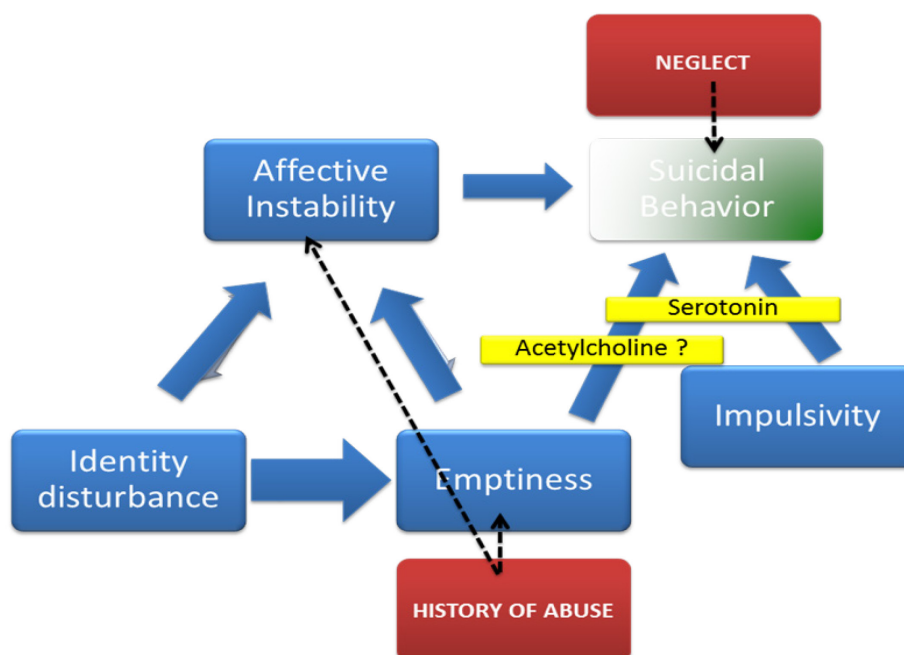 NEGLECT
Affective
Instability
Suicidal
Behavior
Serotonin
Acetylcholine ?
Impulsivity
Identity
disturbance
Emptiness
HISTORY OF ABUSE